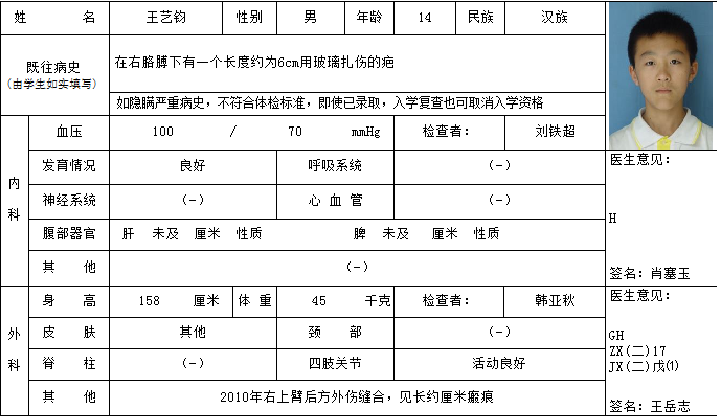 姓 名 王艺钧 性别 男 年龄 14 民族 汉族
既往病史
(由学生如实填写)
在右胳膊下有一个长度约为6cm用玻璃扎伤的疤
如隐瞒严重病史,不符合体检标准,即使已录取,入学复查也可取消入学资格
内科
血压 100 / 70 mmHg 检查者: 刘铁超
发育情况 良好 呼吸系统 (-)
神经系统 (-) 心血管 (-)
腹部器官 肝 未及 厘米 性质 脾 未及 厘米 性质
其 他 (-)
医生意见:
H
签名: 肖塞玉
外科
身 高 158 厘米 体 重 45 千克 检查者: 韩亚秋
皮 肤 其他 颈 部 (-)
脊 柱 (-) 四肢关节 活动良好
其 他 2010年右上臂后方外伤缝合,见长约厘米瘢痕
医生意见:
GH
ZX(二)17
JX(二)戊⑴
签名: 王岳志